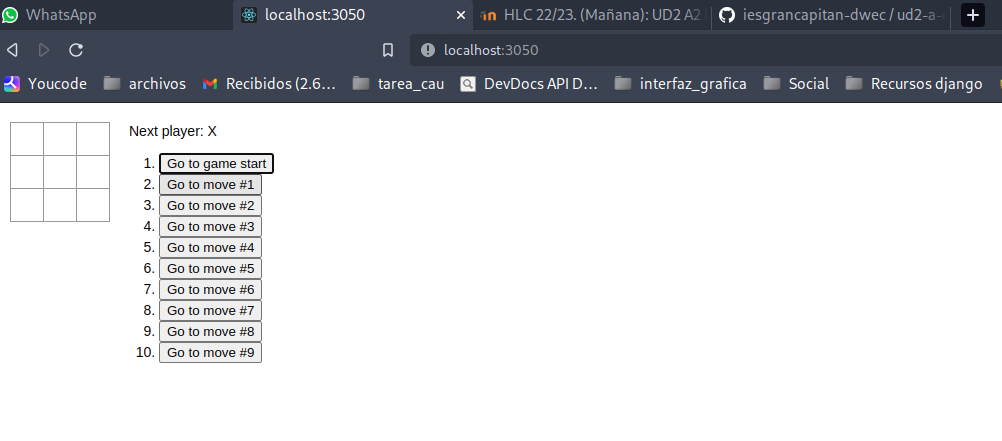 WhatsApp
localhost:3050
HLC 22/23. (Mañana): UD2 A2
iesgrancapitan-dwec / ud2-a-
localhost:3050
Youcode
archivos
Recibidos (2.6…
tarea_cau
DevDocs API D…
interfaz_grafica
Social
Recursos django
Next player: X
1. Go to game start
2. Go to move #1
3. Go to move #2
4. Go to move #3
5. Go to move #4
6. Go to move #5
7. Go to move #6
8. Go to move #7
9. Go to move #8
10. Go to move #9